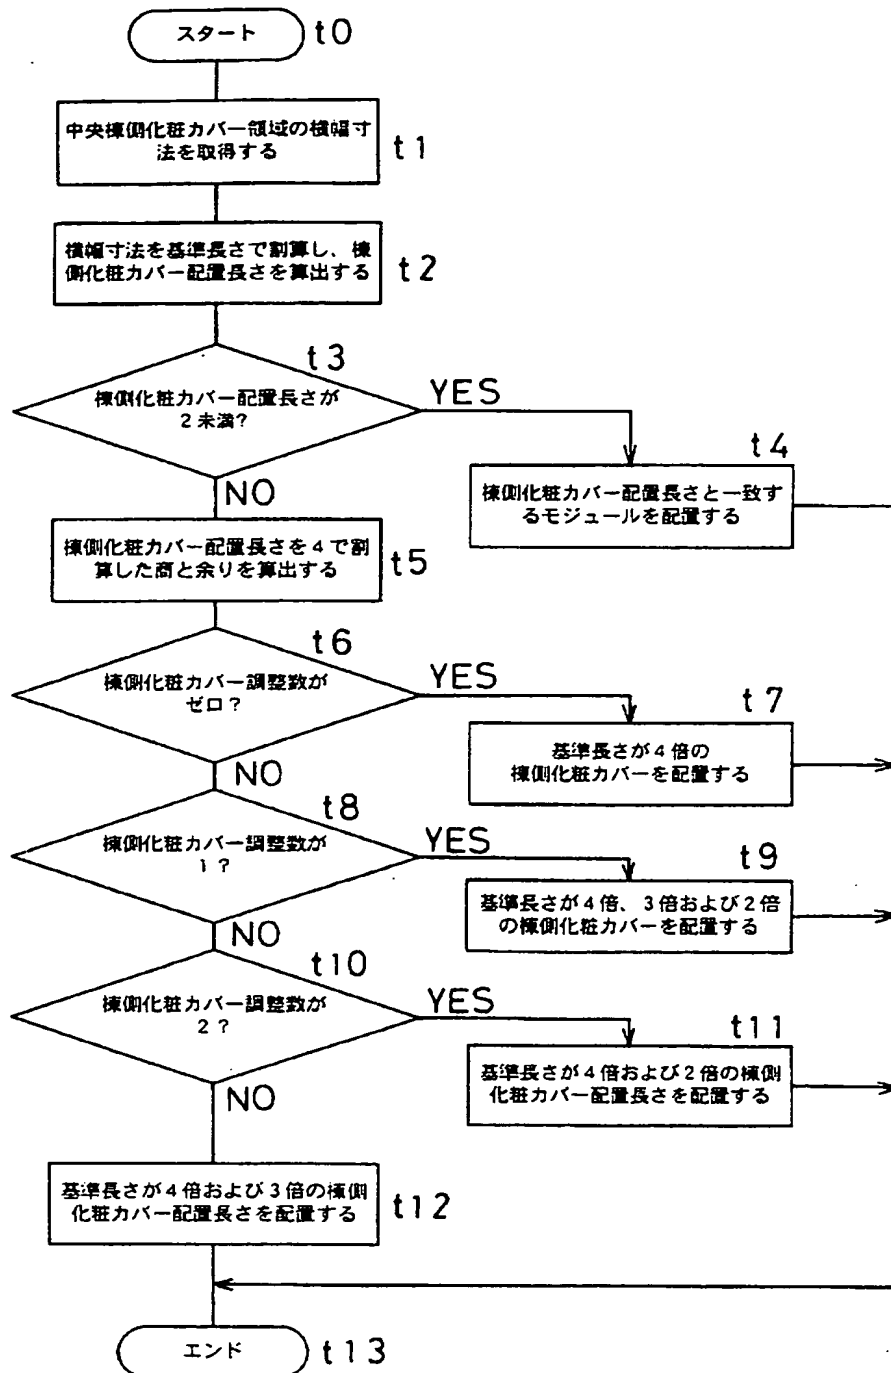 スタート
t0
中央棟側化粧カバー領域の横幅寸
法を取得する
t1
横幅寸法を基準長さで割算し、棟
側化粧カバー配置長さを算出する
t2
t3
棟側化粧カバー配置長さが
2未満?
YES
NO
t4
棟側化粧カバー配置長さと一致す
るモジュールを配置する
棟側化粧カバー配置長さを4で割
算した商と余りを算出する
t5
t6
棟側化粧カバー調整数が
ゼロ?
YES
NO
t7
基準長さが4倍の
棟側化粧カバーを配置する
t8
棟側化粧カバー調整数が
1?
YES
NO
t9
基準長さが4倍、3倍および2倍
の棟側化粧カバーを配置する
t10
棟側化粧カバー調整数が
2?
YES
NO
t11
基準長さが4倍および2倍の棟側
化粧カバー配置長さを配置する
基準長さが4倍および3倍の棟側
化粧カバー配置長さを配置する
t12
エンド
t13